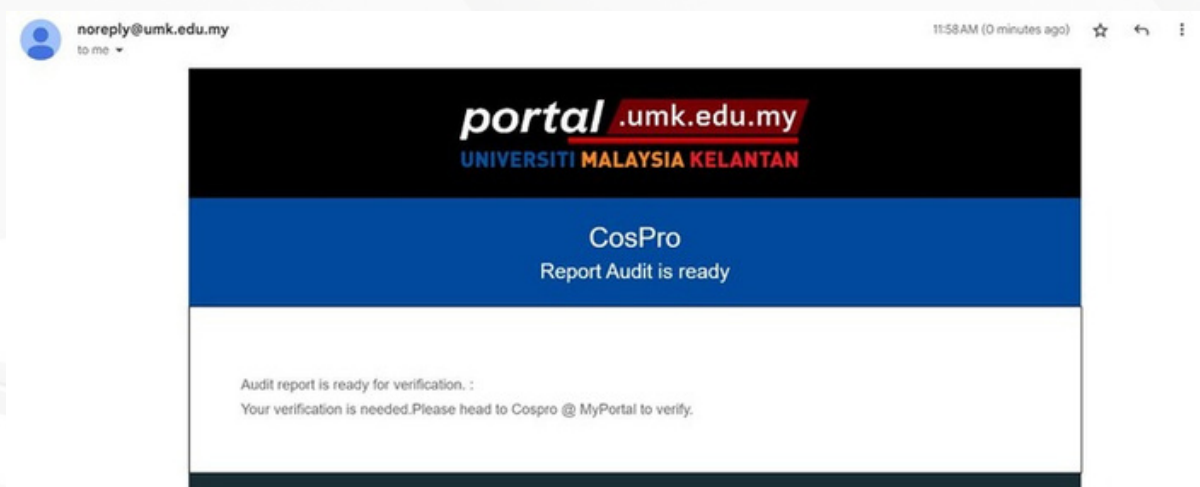 noreply@umk.edu.my
11:58 AM (0 minutes ago)
to me
portal .umk.edu.my
UNIVERSITI MALAYSIA KELANTAN
CosPro
Report Audit is ready
Audit report is ready for verification. :
Your verification is needed.Please head to Cospro @ MyPortal to verify.